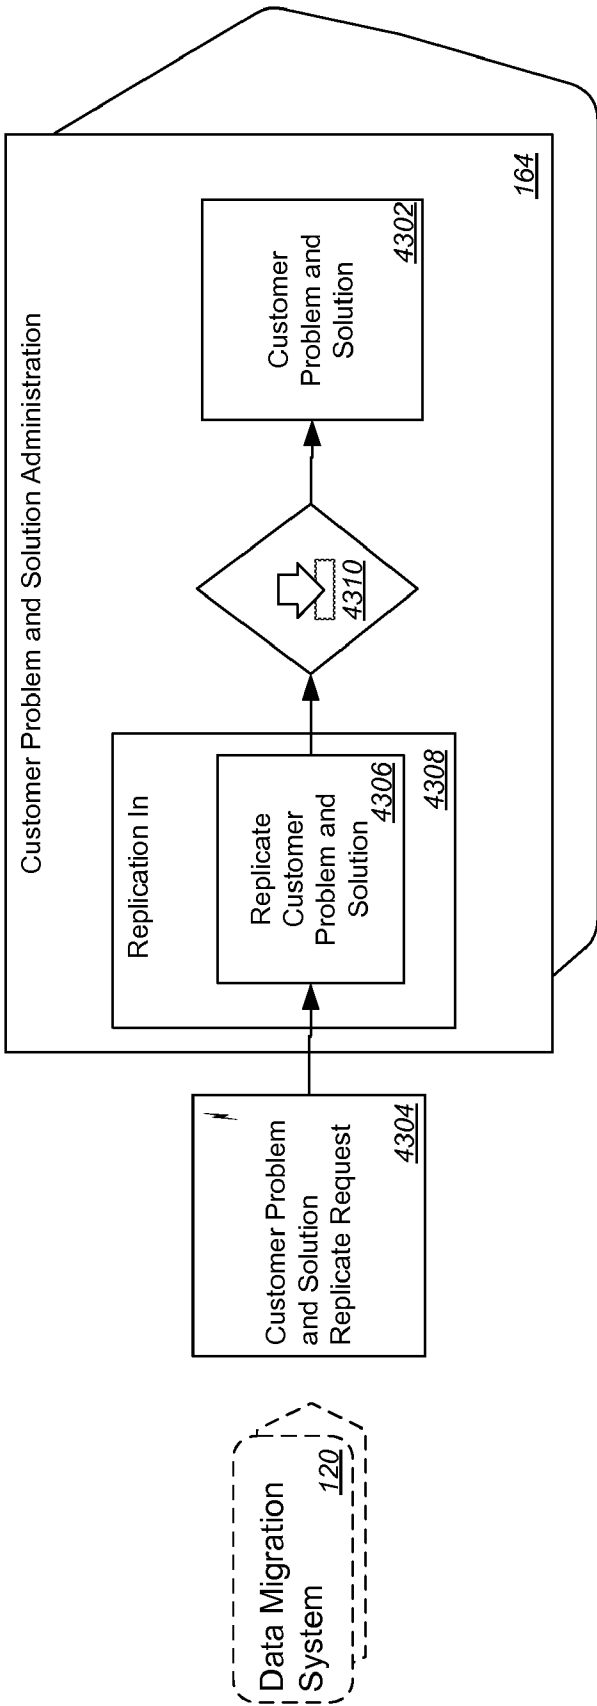 Customer Problem and Solution Administration
164
Data Migration
System
120
Customer Problem
and Solution
Replicate Request
4304
Replication In
Replicate
Customer
Problem and
Solution
4306
4308
4310
Customer
Problem and
Solution
4302